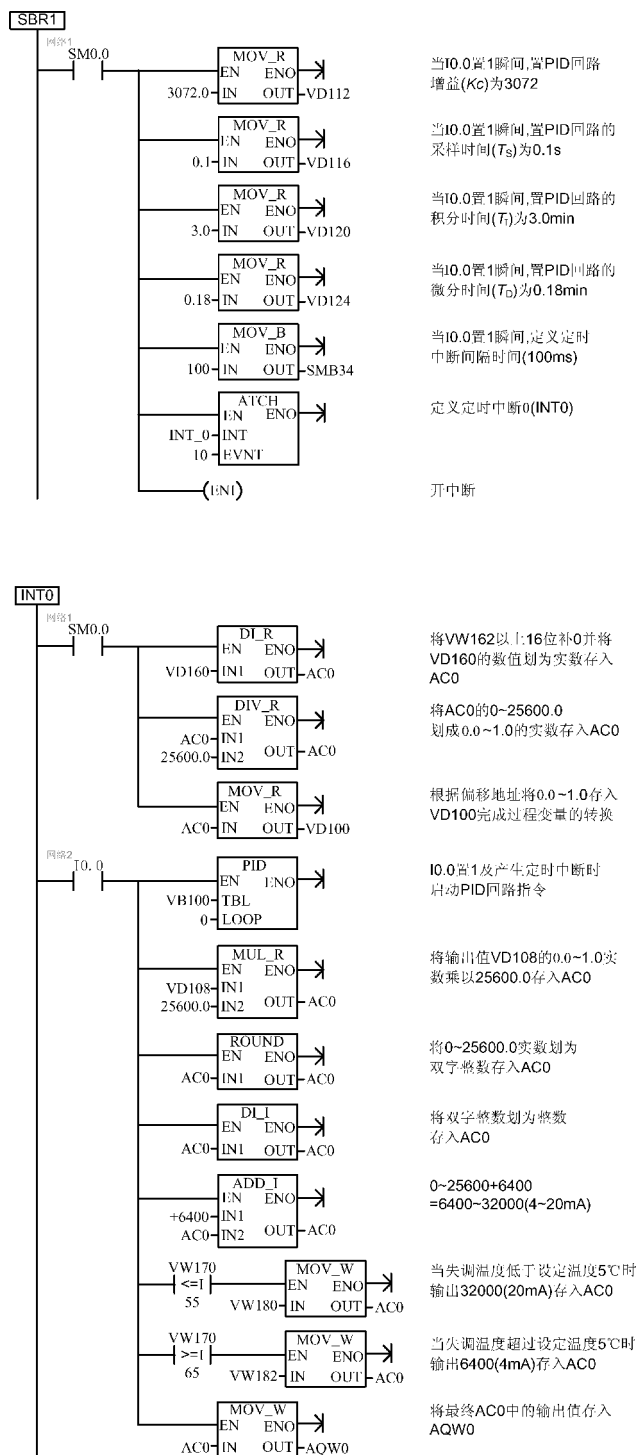 SBR1
网络1
SM0.0
MOV_R
EN ENO
3072.0 IN OUT VD112
当I0.0置1瞬间,置PID回路
增益(Kc)为3072
MOV_R
EN ENO
0.1 IN OUT VD116
当I0.0置1瞬间,置PID回路的
采样时间(TS)为0.1s
MOV_R
EN ENO
3.0 IN OUT VD120
当I0.0置1瞬间,置PID回路的
积分时间(TI)为3.0min
MOV_R
EN ENO
0.18 IN OUT VD124
当I0.0置1瞬间,置PID回路的
微分时间(TD)为0.18min
MOV_B
EN ENO
100 IN OUT SMB34
当I0.0置1瞬间,定义定时
中断间隔时间(100ms)
ATCH
EN ENO
INT_0 INT
10 EVNT
定义定时中断0(INT0)
(ENI)
开中断
INT0
网络1
SM0.0
DI_R
EN ENO
VD160 IN1 OUT AC0
将VW162以上16位补0并将
VD160的数值划为实数存入
AC0
DIV_R
EN ENO
AC0 IN1
25600.0 IN2 OUT AC0
将AC0的0~25600.0
划成0.0~1.0的实数存入AC0
MOV_R
EN ENO
AC0 IN OUT VD100
根据偏移地址将0.0~1.0存入
VD100完成过程变量的转换
网络2
I0.0
PID
EN ENO
VB100 TBL
0 LOOP
I0.0置1及产生定时中断时
启动PID回路指令
MUL_R
EN ENO
VD108 IN1
25600.0 IN2 OUT AC0
将输出值VD108的0.0~1.0实
数乘以25600.0存入AC0
ROUND
EN ENO
AC0 IN1 OUT AC0
将0~25600.0实数划为
双字整数存入AC0
DI_I
EN ENO
AC0 IN1 OUT AC0
将双字整数划为整数
存入AC0
ADD_I
EN ENO
+6400 IN1
AC0 IN2 OUT AC0
0~25600+6400
=6400~32000(4~20mA)
VW170
<=I
55
MOV_W
EN ENO
VW180 IN OUT AC0
当失调温度低于设定温度5℃时
输出32000(20mA)存入AC0
VW170
>=I
65
MOV_W
EN ENO
VW182 IN OUT AC0
当失调温度超过设定温度5℃时
输出6400(4mA)存入AC0
MOV_W
EN ENO
AC0 IN OUT AQW0
将最终AC0中的输出值存入
AQW0